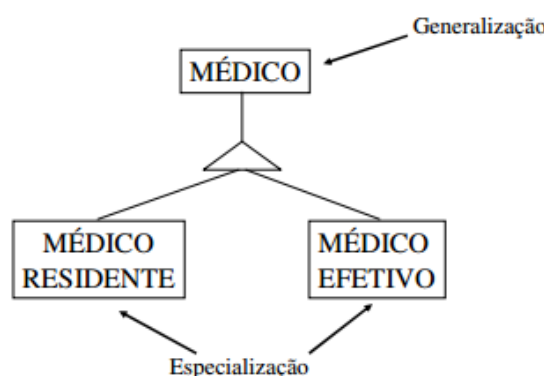 Generalização
MÉDICO
MÉDICO
RESIDENTE
MÉDICO
EFETIVO
Especialização